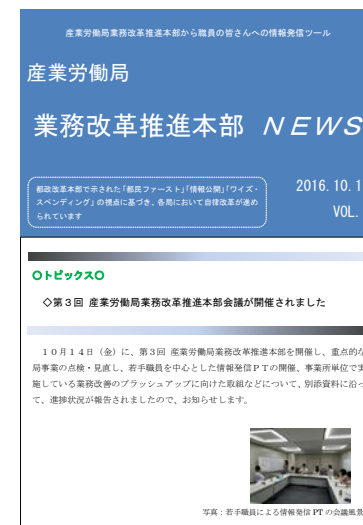 産業労働局業務改革推進本部から職員の皆さんへの情報発信ツール
産業労働局
業務改革推進本部 NEWS
都政改革本部で示された「都民ファースト」「情報公開」「ワイズ・
スペンディング」の視点に基づき、各局において自律改革が進め
られています
2016.10.1
VOL.
〇トピックス〇
◇第３回 産業労働局業務改革推進本部会議が開催されました
１０月１４日（金）に、第３回 産業労働局業務改革推進本部を開催し、重点的な
局事業の点検・見直し、若手職員を中心とした情報発信ＰＴの開催、事業所単位で実
施している業務改善のブラッシュアップに向けた取組などについて、別添資料に沿っ
て、進捗状況が報告されましたので、お知らせします。
写真：若手職員による情報発信 PT の会議風景